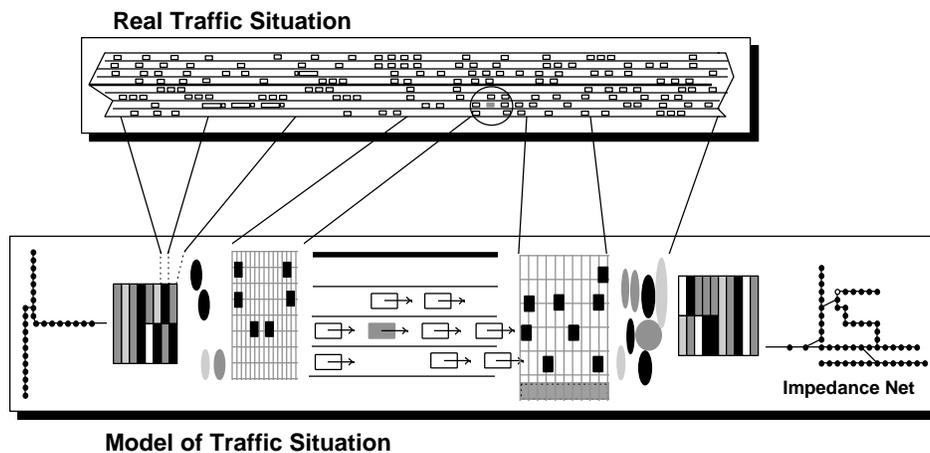 Real Traffic Situation
Impedance Net
Model of Traffic Situation